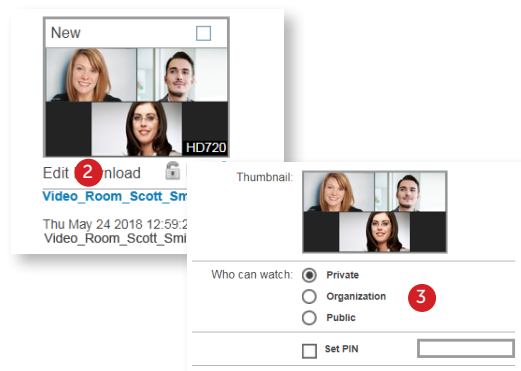 New
HD720
Edit 2 nload
Video_Room_Scott_Sm
Thu May 24 2018 12:59:2
Video_Room_Scott_Smi
Thumbnail:
Who can watch: Private
Organization
3
Public
Set PIN